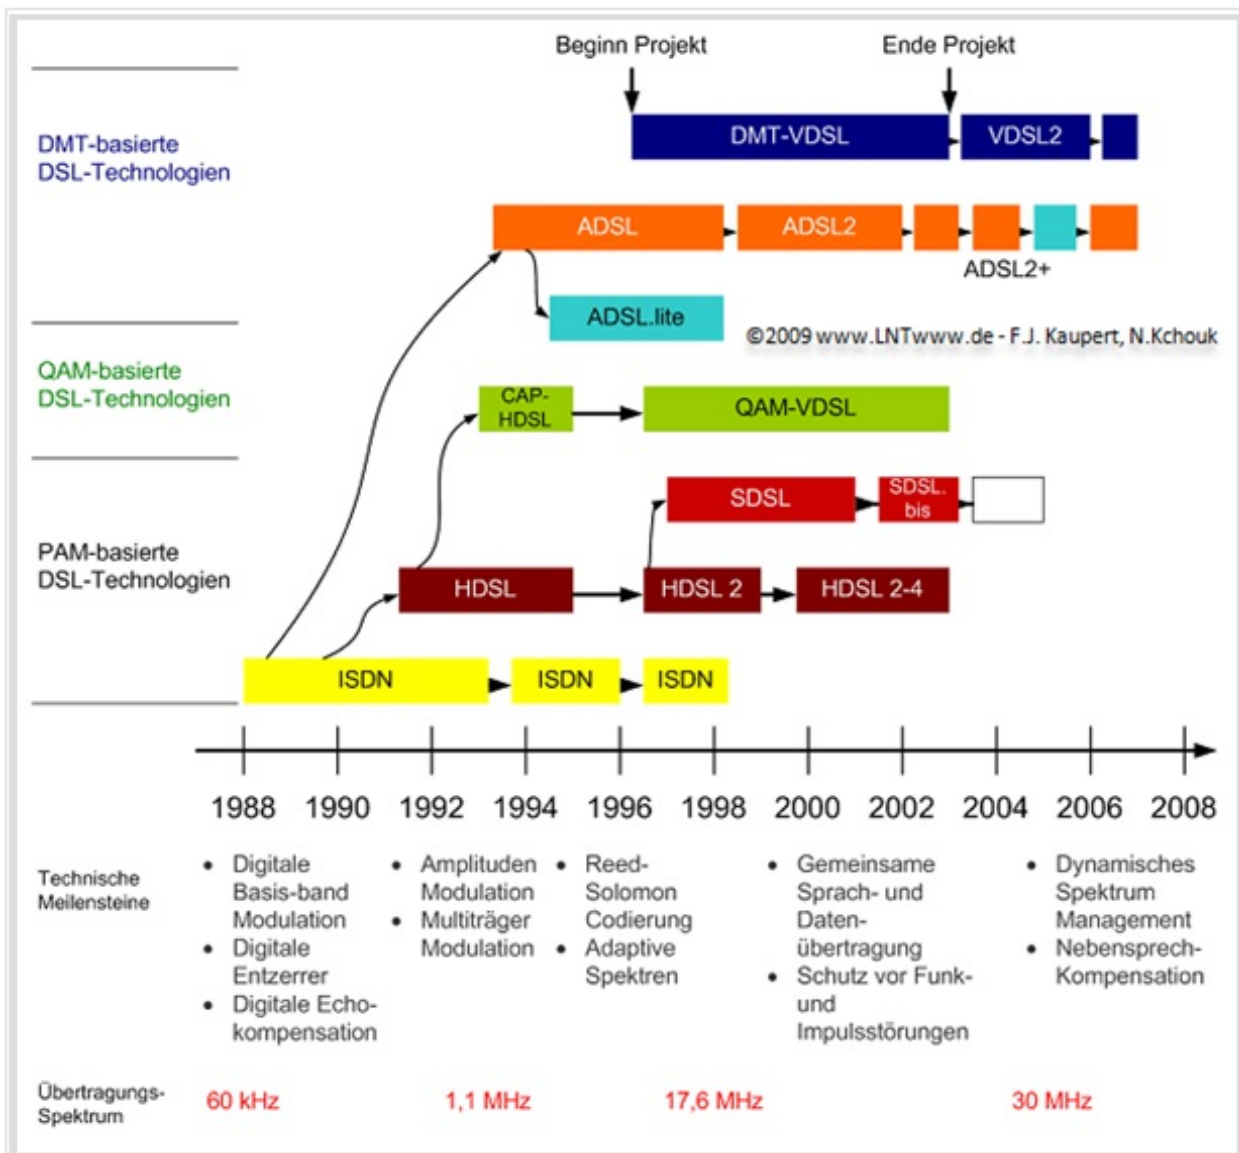 Beginn Projekt
Ende Projekt
DMT-basierte
DSL-Technologien
DMT-VDSL
VDSL2
ADSL
ADSL2
ADSL2+
ADSL.lite
©2009 www.LNTwww.de - F.J. Kaupert, N.Kchouk
QAM-basierte
DSL-Technologien
CAP-
HDSL
QAM-VDSL
PAM-basierte
DSL-Technologien
SDSL
SDSL.
bis
HDSL
HDSL 2
HDSL 2-4
ISDN
ISDN
ISDN
1988 1990 1992 1994 1996 1998 2000 2002 2004 2006 2008
Technische
Meilensteine
• Digitale
Basis-band
Modulation
• Digitale
Entzerrer
• Digitale Echo-
kompensation
• Amplituden
Modulation
• Multiträger
Modulation
• Reed-
Solomon
Codierung
• Adaptive
Spektren
• Gemeinsame
Sprach- und
Daten-
übertragung
• Schutz vor Funk-
und
Impulsstörungen
• Dynamisches
Spektrum
Management
• Nebensprech-
Kompensation
Übertragungs-
Spektrum
60 kHz
1,1 MHz
17,6 MHz
30 MHz